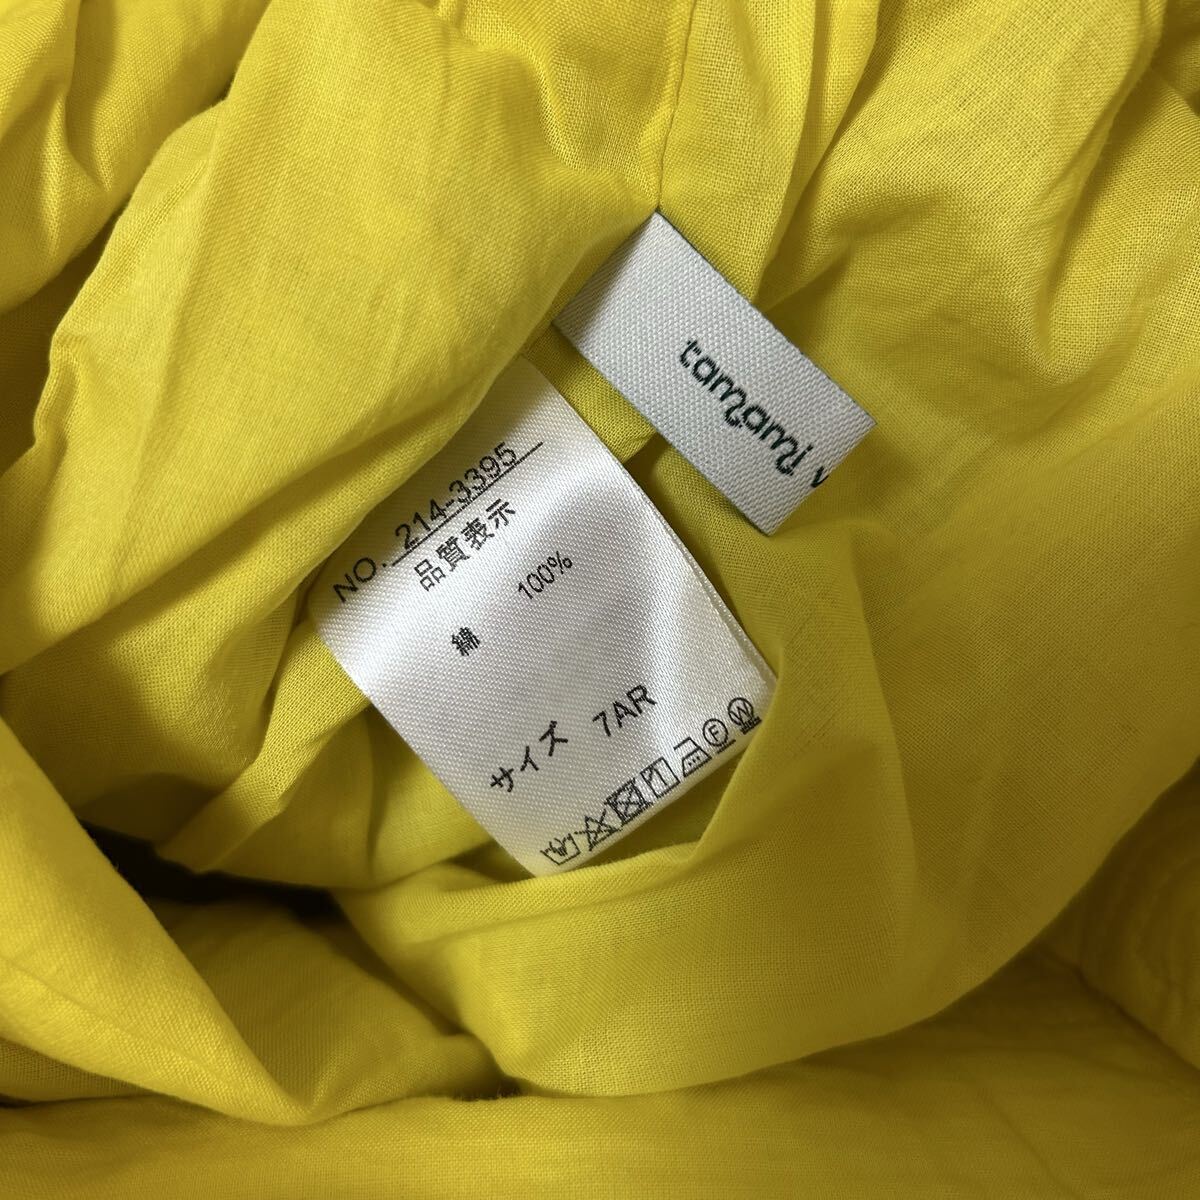 tamami
NO. 214-3395
品質表示
綿 100%
サイズ 7AR
F W